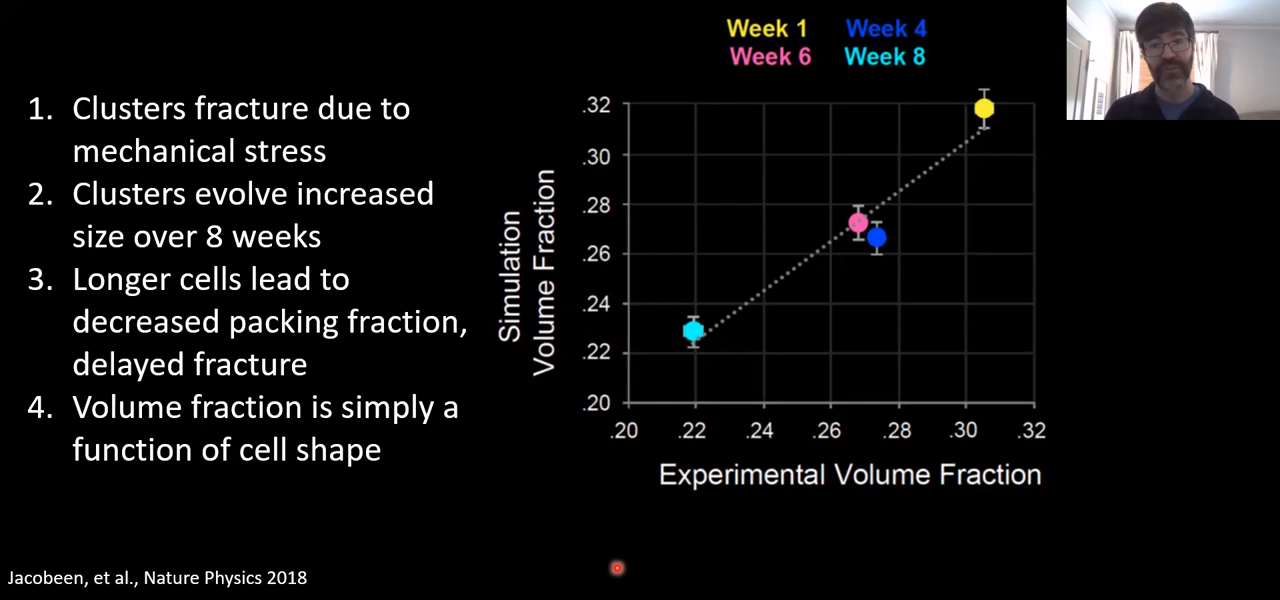 Week 1 Week 4
Week 6 Week 8
1. Clusters fracture due to
mechanical stress
2. Clusters evolve increased
size over 8 weeks
3. Longer cells lead to
decreased packing fraction,
delayed fracture
4. Volume fraction is simply a
function of cell shape
Simulation
Volume Fraction
.32
.30
.28
.26
.24
.22
.20
.20 .22 .24 .26 .28 .30 .32
Experimental Volume Fraction
Jacobeen, et al., Nature Physics 2018